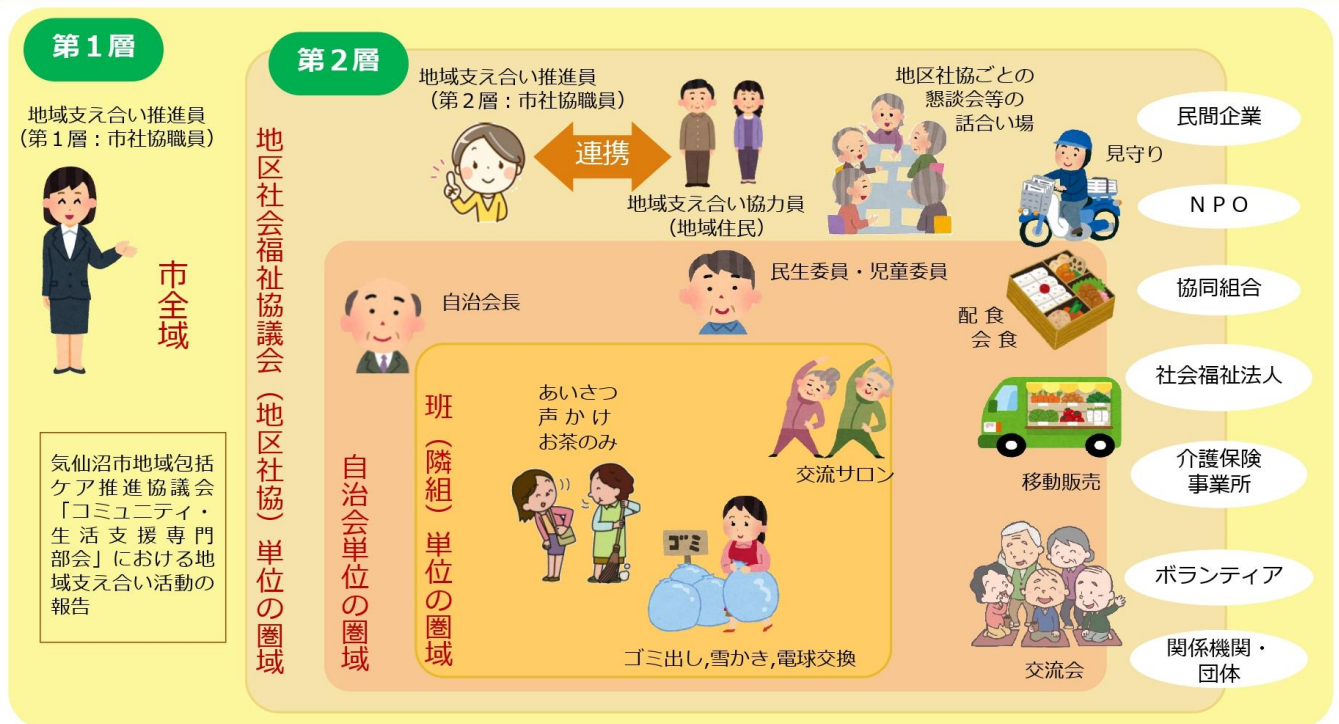 第１層
地域支え合い推進員
（第１層：市社協職員）
市全域
気仙沼市地域包括
ケア推進協議会
「コミュニティ・
生活支援専門
部会」における地
域支え合い活動の
報告
第２層
地区社会福祉協議会（地区社協）単位の圏域
地域支え合い推進員
（第２層：市社協職員）
連携
地域支え合い協力員
（地域住民）
地区社協ごとの
懇談会等の
話合い場
見守り
自治会単位の圏域
自治会長
民生委員・児童委員
配 食
会 食
移動販売
交流会
班（隣組）単位の圏域
あいさつ
声 か け
お茶のみ
交流サロン
ゴミ
ゴミ出し,雪かき,電球交換
民間企業
ＮＰＯ
協同組合
社会福祉法人
介護保険
事業所
ボランティア
関係機関・
団体